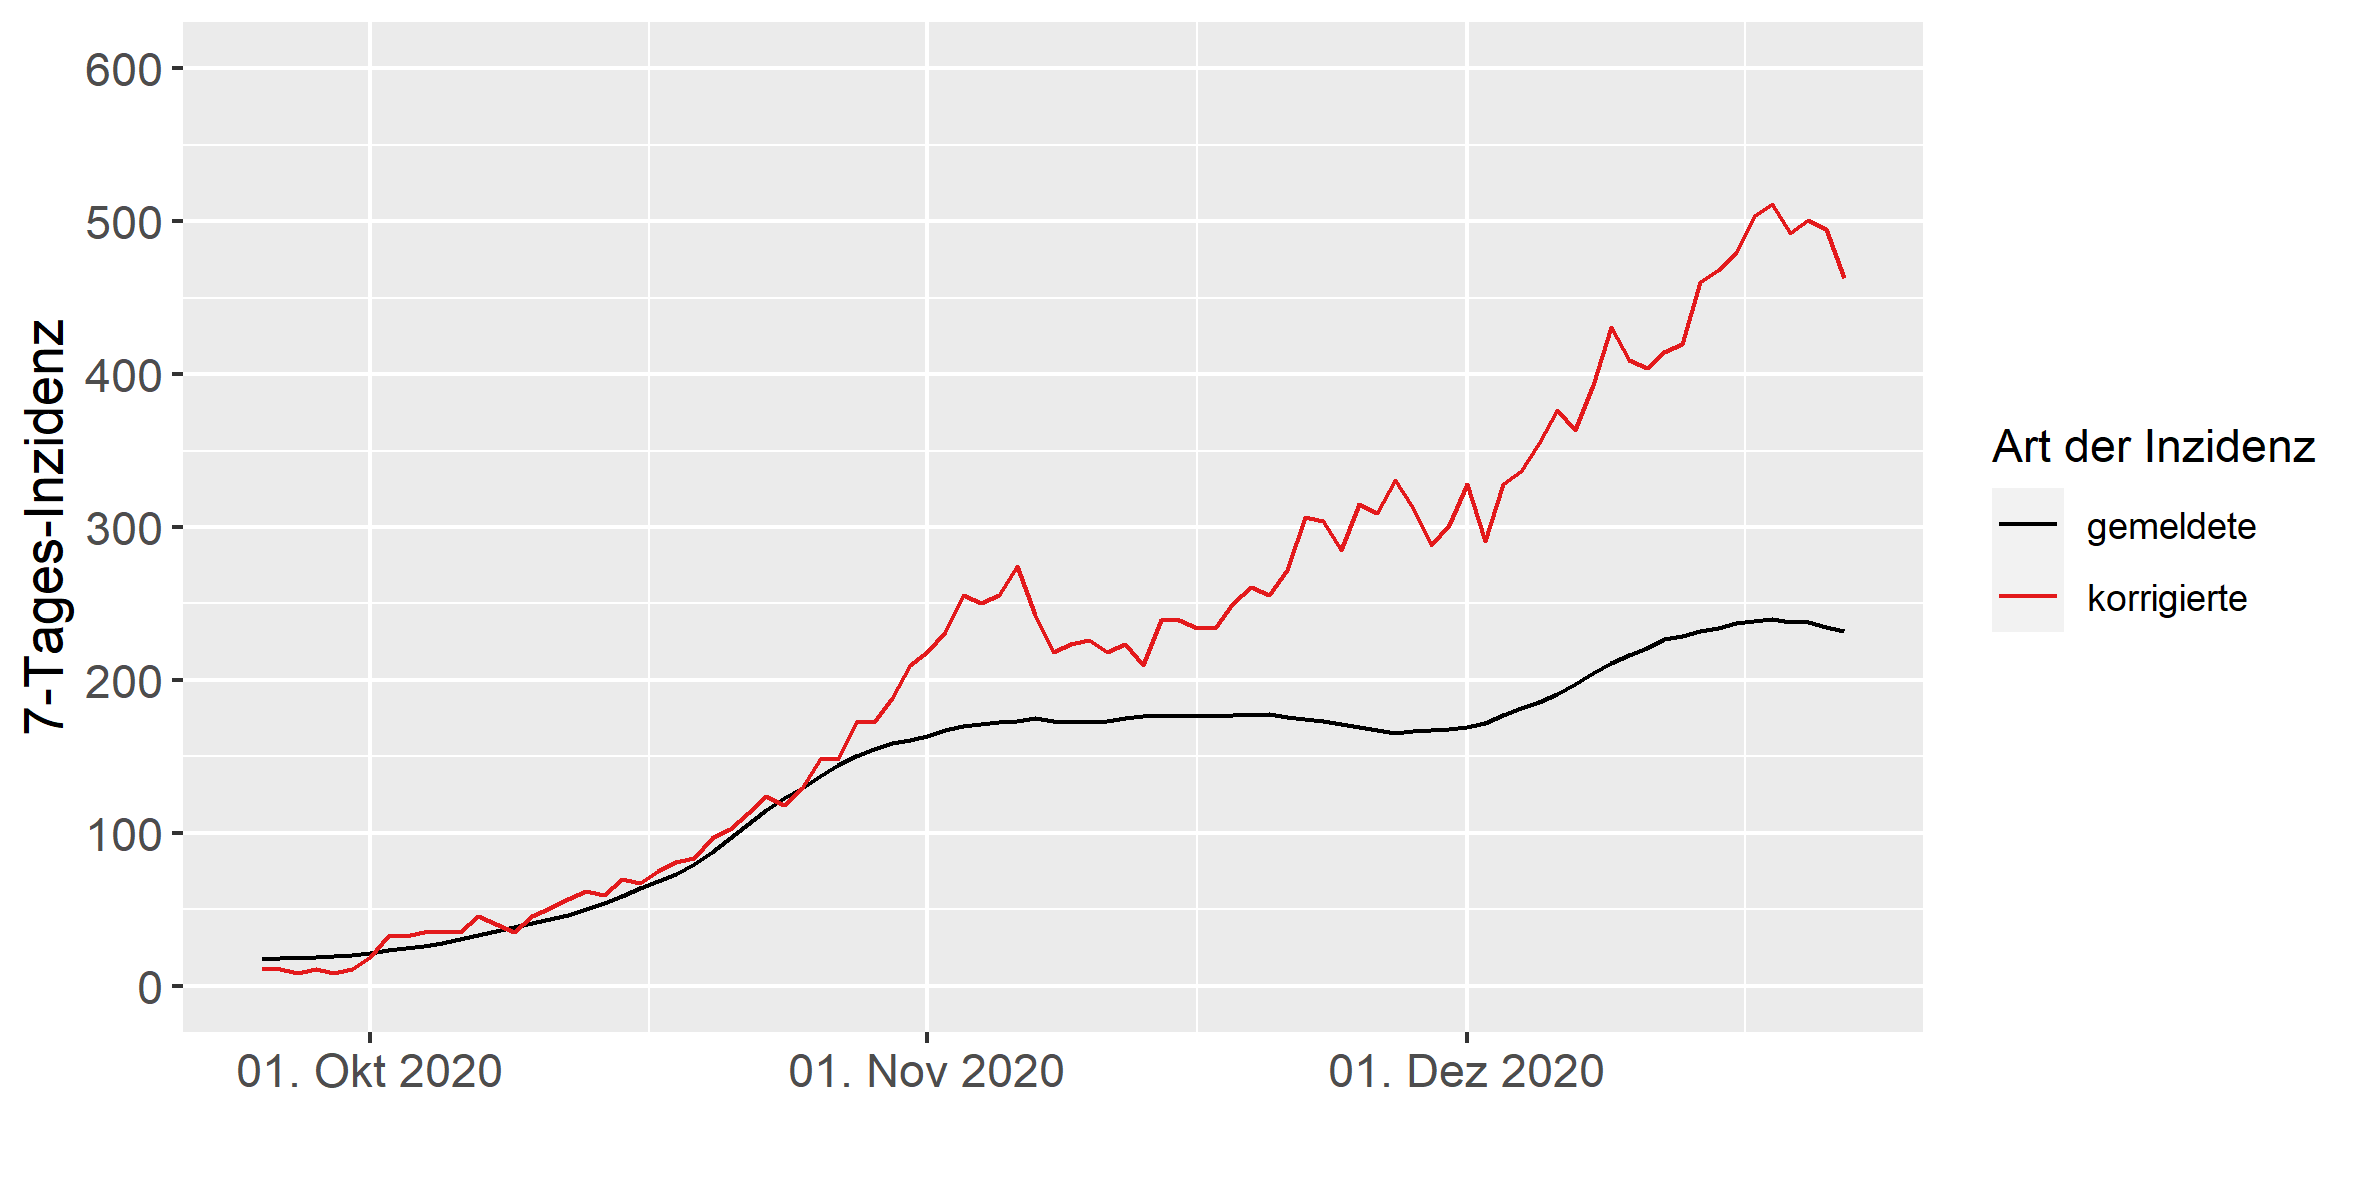 7-Tages-Inzidenz
600
500
400
300
200
100
0
01. Okt 2020
01. Nov 2020
01. Dez 2020
Art der Inzidenz
gemeldete
korrigierte